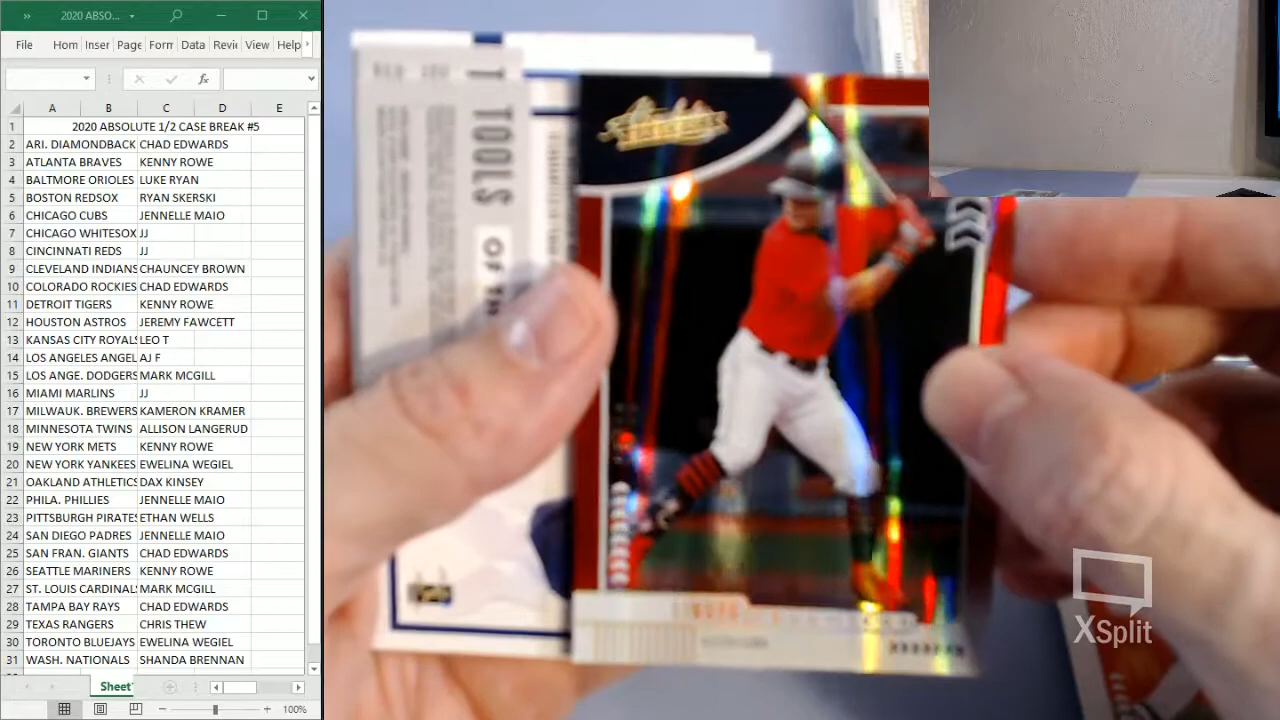 2020 ABSO...
File Hom Inser Page Form Data Revi View Help
fx
A B C D E
1 2020 ABSOLUTE 1/2 CASE BREAK #5
2 ARI. DIAMONDBACK CHAD EDWARDS
3 ATLANTA BRAVES KENNY ROWE
4 BALTMORE ORIOLES LUKE RYAN
5 BOSTON REDSOX RYAN SKERSKI
6 CHICAGO CUBS JENNELLE MAIO
7 CHICAGO WHITESOX JJ
8 CINCINNATI REDS JJ
9 CLEVELAND INDIANS CHAUNCEY BROWN
10 COLORADO ROCKIES CHAD EDWARDS
11 DETROIT TIGERS KENNY ROWE
12 HOUSTON ASTROS JEREMY FAWCETT
13 KANSAS CITY ROYALS LEO T
14 LOS ANGELES ANGEL AJ F
15 LOS ANGE. DODGERS MARK MCGILL
16 MIAMI MARLINS JJ
17 MILWAUK. BREWERS KAMERON KRAMER
18 MINNESOTA TWINS ALLISON LANGERUD
19 NEW YORK METS KENNY ROWE
20 NEW YORK YANKEES EWELINA WEGIEL
21 OAKLAND ATHLETICS DAX KINSEY
22 PHILA. PHILLIES JENNELLE MAIO
23 PITTSBURGH PIRATES ETHAN WELLS
24 SAN DIEGO PADRES JENNELLE MAIO
25 SAN FRAN. GIANTS CHAD EDWARDS
26 SEATTLE MARINERS KENNY ROWE
27 ST. LOUIS CARDINALS MARK MCGILL
28 TAMPA BAY RAYS CHAD EDWARDS
29 TEXAS RANGERS CHRIS THEW
30 TORONTO BLUEJAYS EWELINA WEGIEL
31 WASH. NATIONALS SHANDA BRENNAN
Sheet
100%
TOOLS OF
Absolute
XSplit